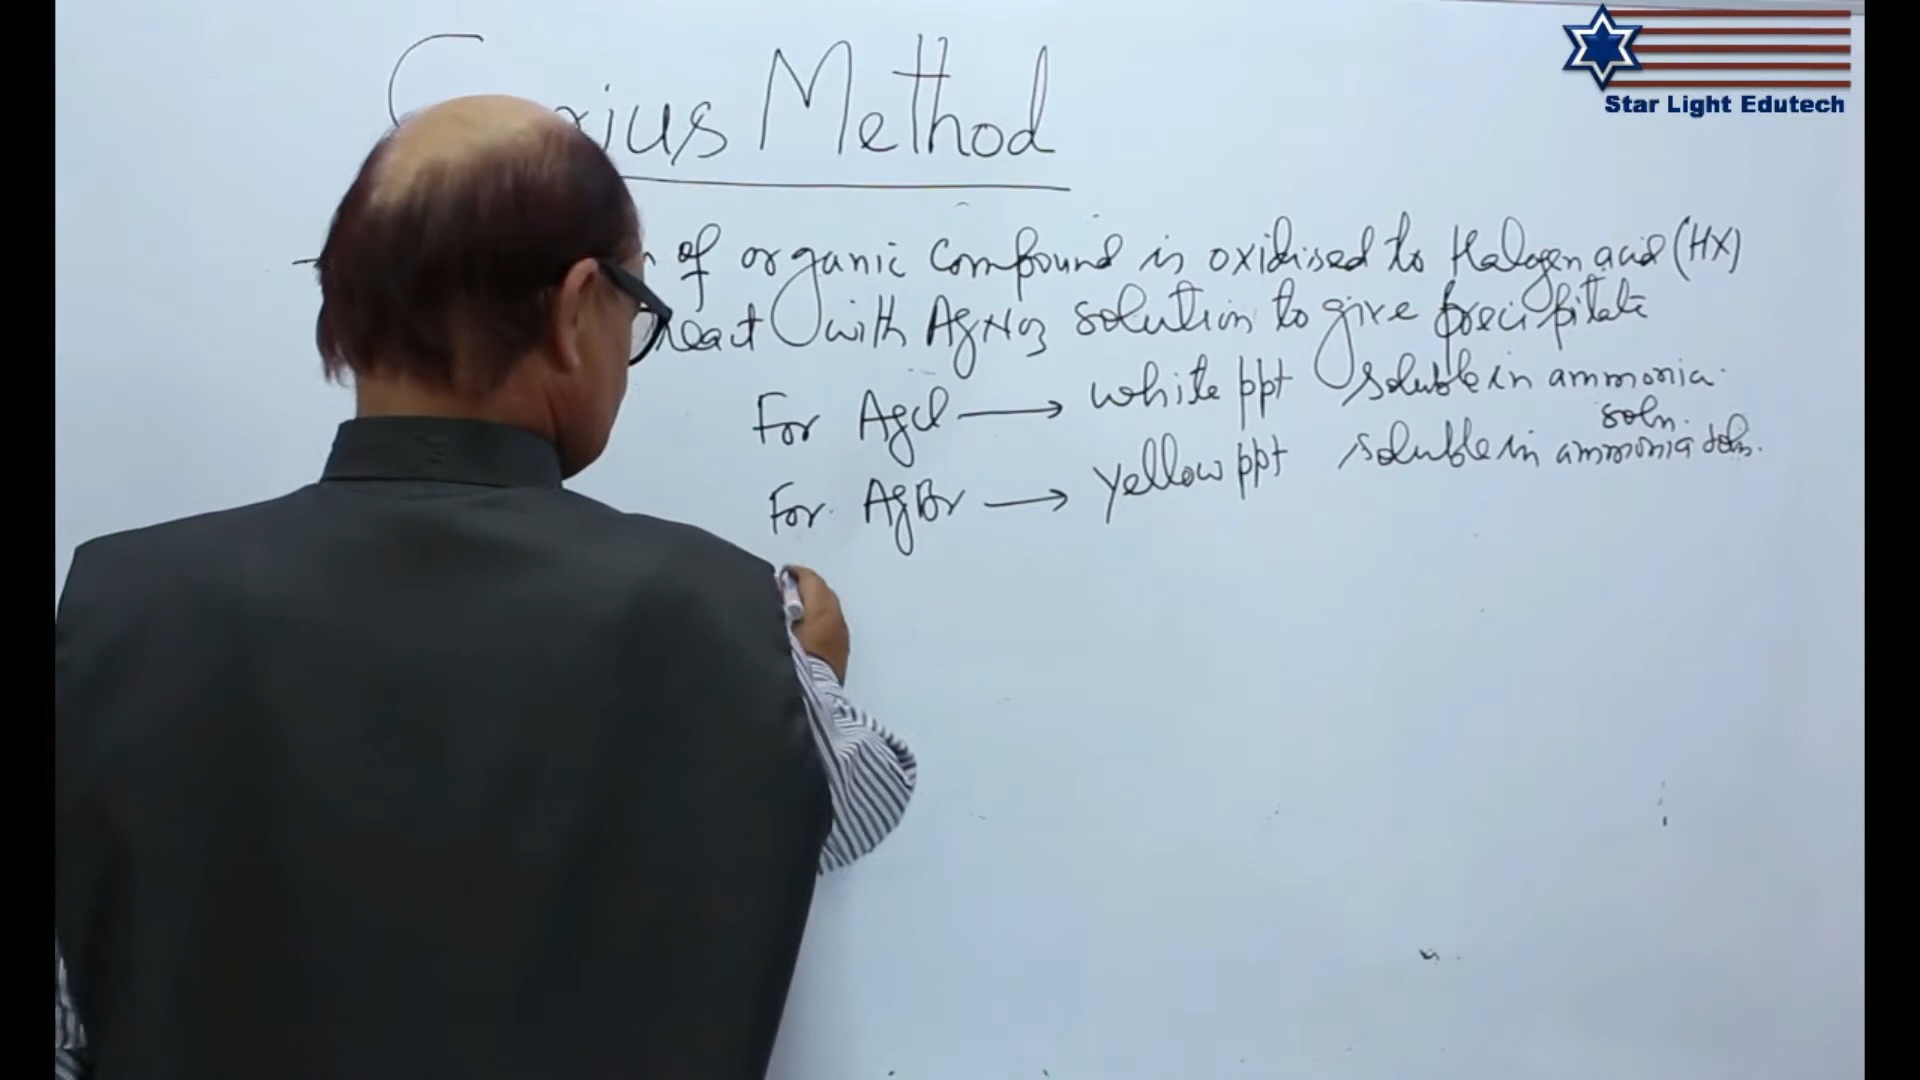 Star Light Edutech
Method
of organic compound is oxidised to Halogen acid (HX)
react with AgNO3 solution to give precipitate
For AgCl → white ppt soluble in ammonia
soln.
For AgBr → yellow ppt soluble in ammonia soln.